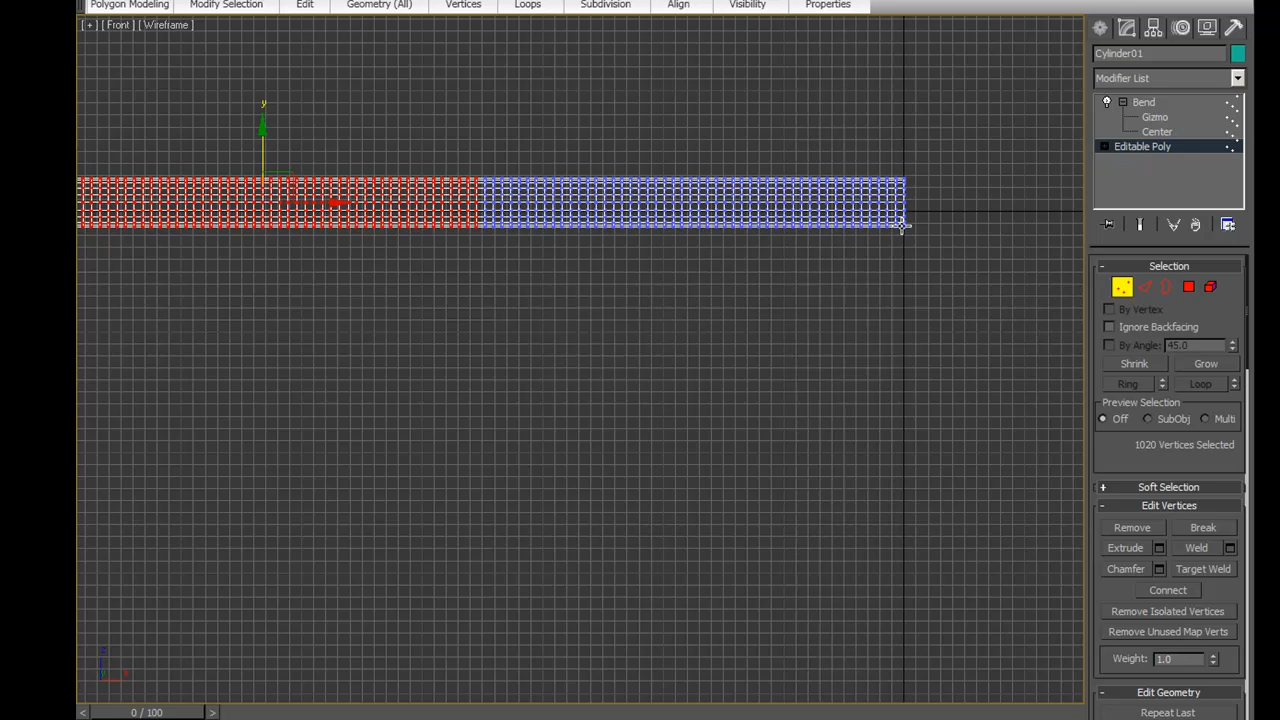 Polygon Modeling Modify Selection Edit Geometry (All) Vertices Loops Subdivision Align Visibility Properties
[ + ] [ Front ] [ Wireframe ]
y
Cylinder01
Modifier List
Bend
Gizmo
Center
Editable Poly
- Selection
By Vertex
Ignore Backfacing
By Angle: 45.0
Shrink Grow
Ring Loop
Preview Selection
Off SubObj Multi
1020 Vertices Selected
+ Soft Selection
- Edit Vertices
Remove Break
Extrude Weld
Chamfer Target Weld
Connect
Remove Isolated Vertices
Remove Unused Map Verts
Weight: 1.0
- Edit Geometry
Repeat Last
z
x
< 0 / 100 >